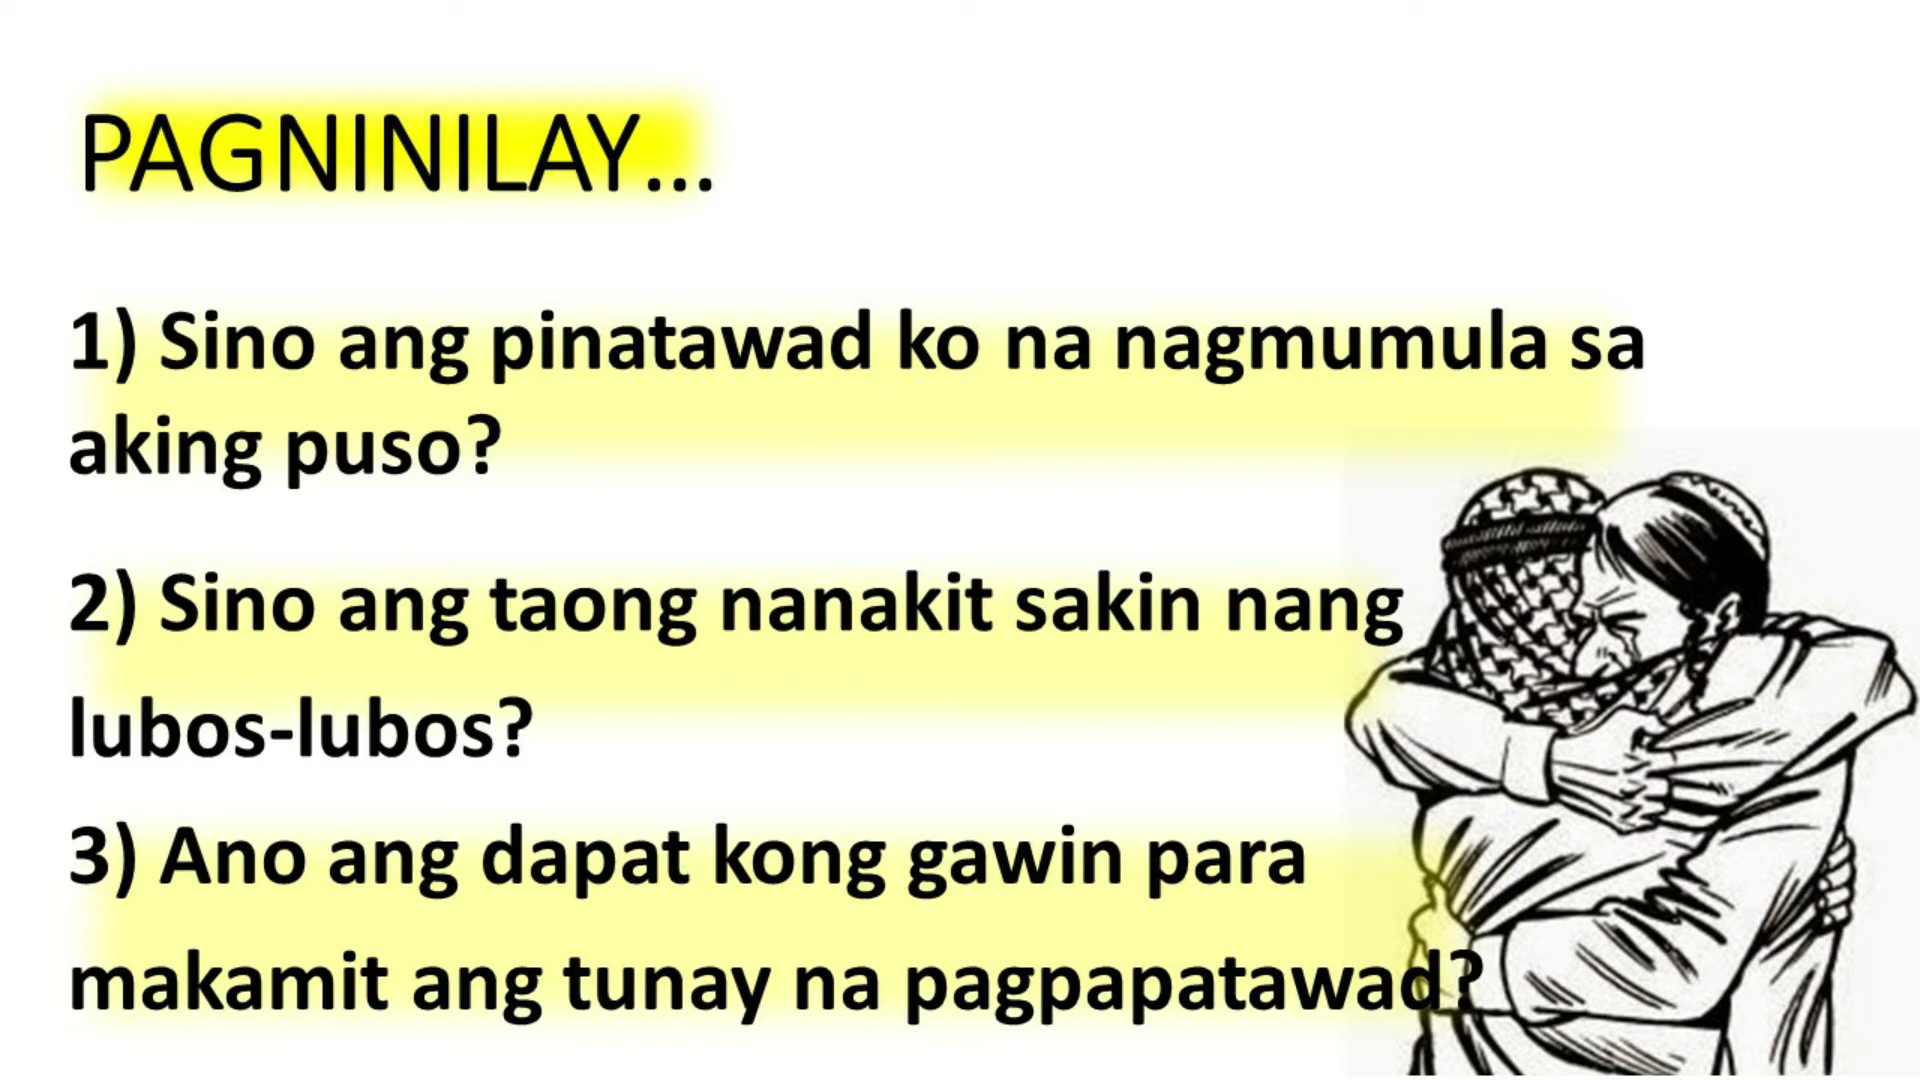 PAGNINILAY...
1) Sino ang pinatawad ko na nagmumula sa
aking puso?
2) Sino ang taong nanakit sakin nang
lubos-lubos?
3) Ano ang dapat kong gawin para
makamit ang tunay na pagpapatawad?